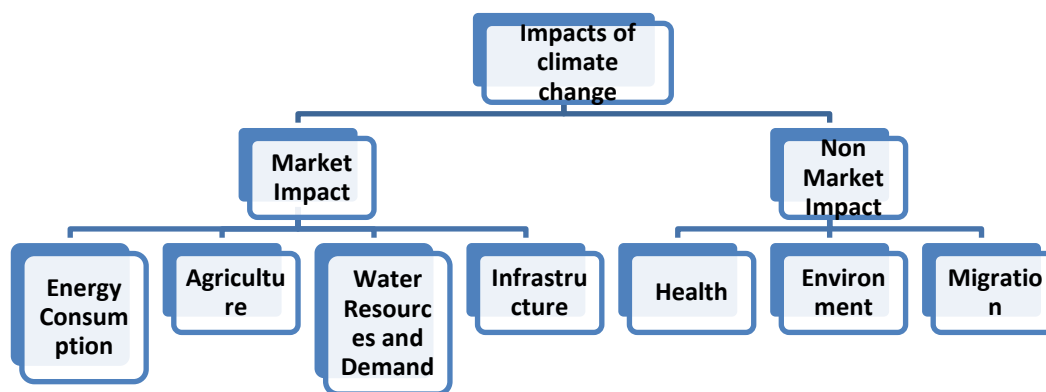 Impacts of
climate
change
Market
Impact
Non
Market
Impact
Energy
Consum
ption
Agricultu
re
Water
Resourc
es and
Demand
Infrastru
cture
Health
Environ
ment
Migratio
n